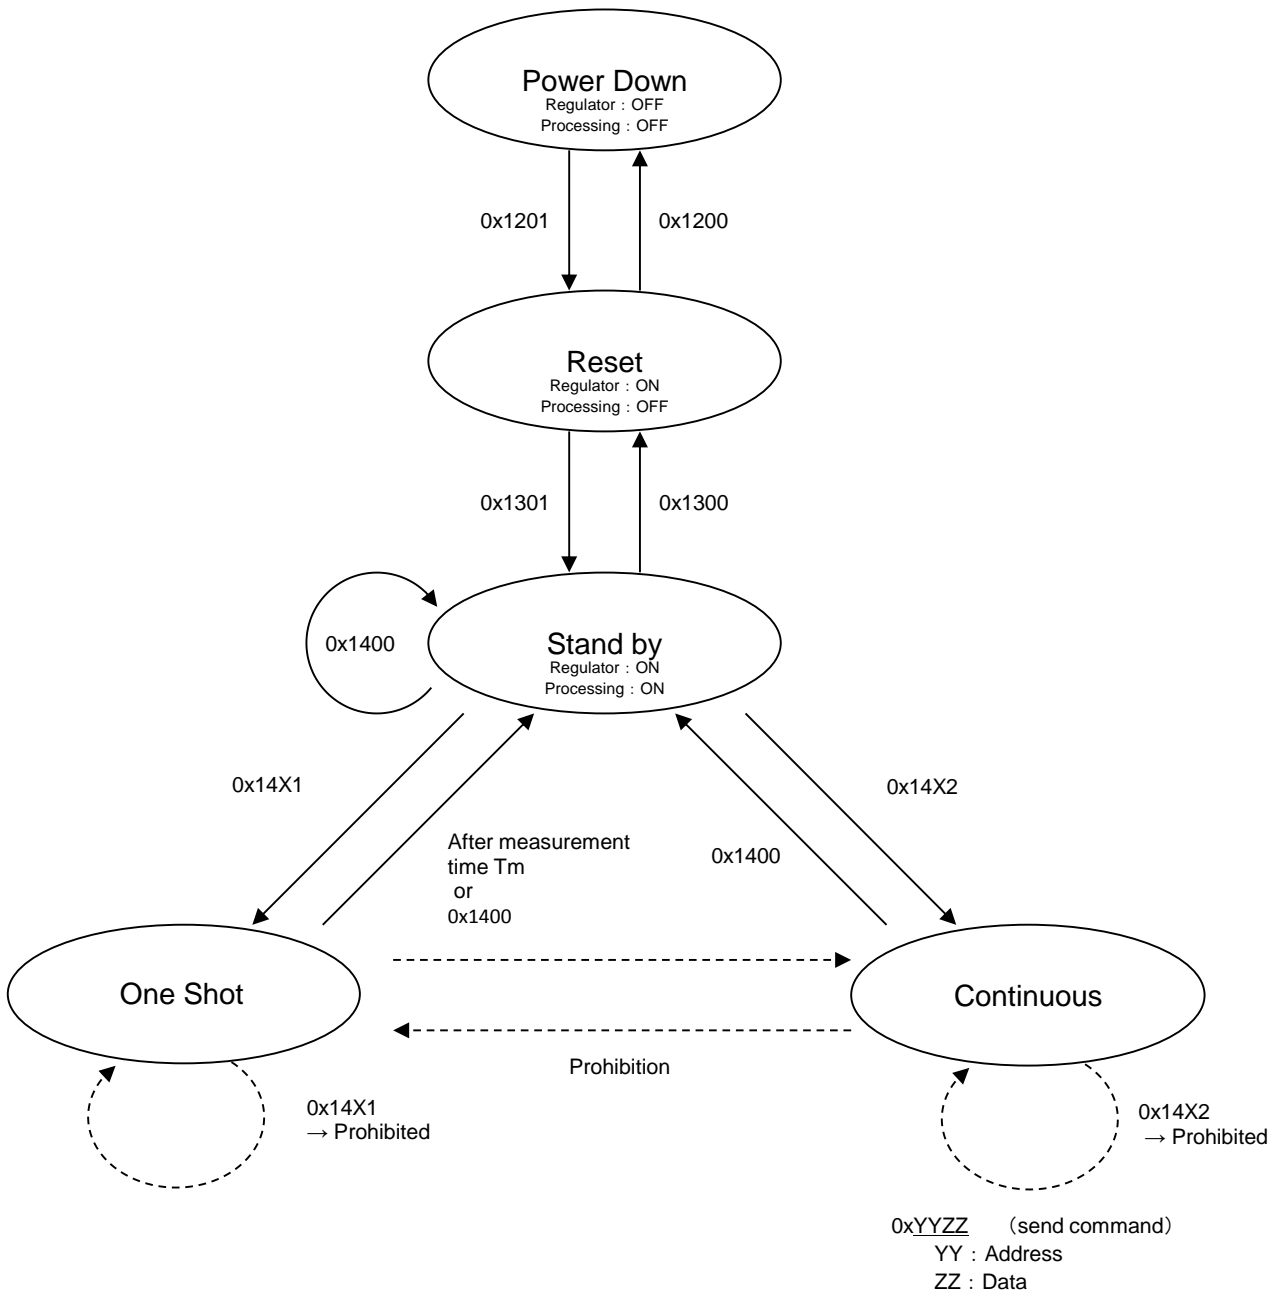 Power Down
Regulator : OFF
Processing : OFF
0x1201
0x1200
Reset
Regulator : ON
Processing : OFF
0x1301
0x1300
0x1400
Stand by
Regulator : ON
Processing : ON
0x14X1
0x14X2
After measurement
time Tm
or
0x1400
0x1400
One Shot
Continuous
Prohibition
0x14X1
→ Prohibited
0x14X2
→ Prohibited
0xYYZZ （send command）
YY : Address
ZZ : Data